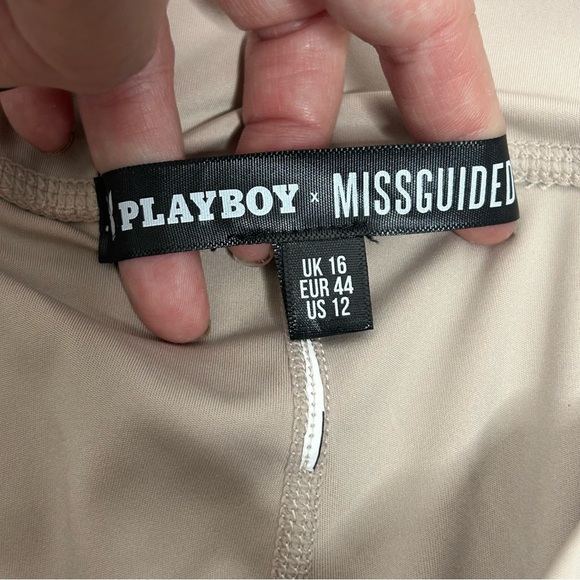 PLAYBOY x MISSGUIDED
UK 16
EUR 44
US 12